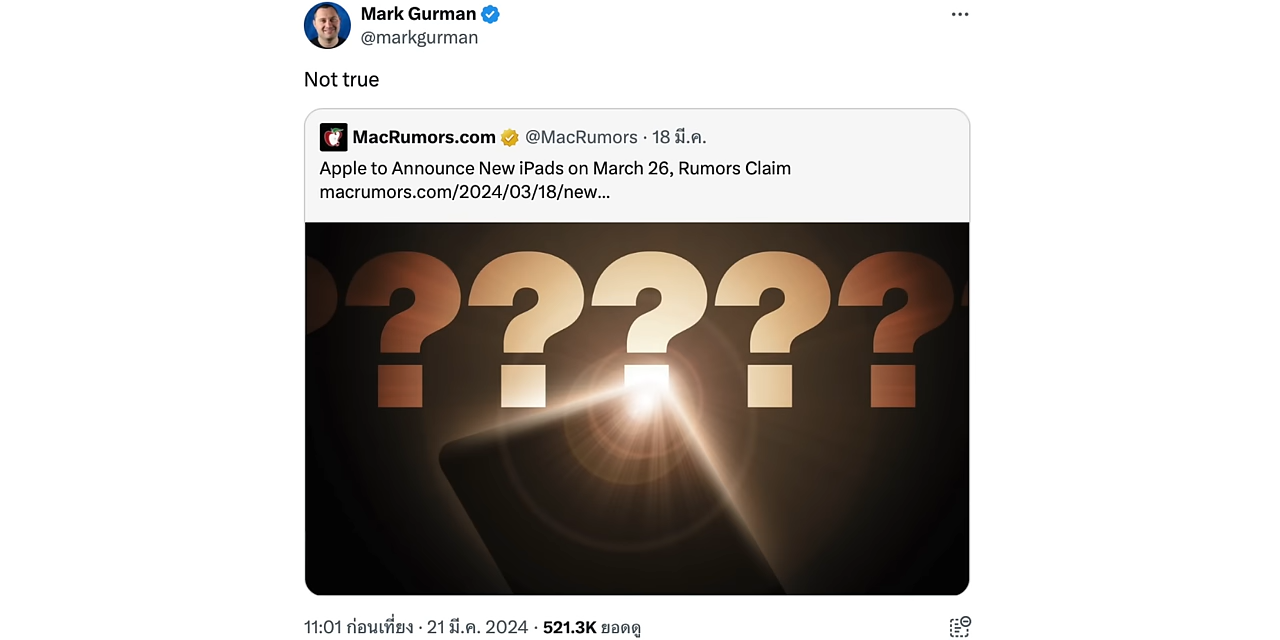 Mark Gurman
@markgurman
Not true
MacRumors.com @MacRumors · 18 มี.ค.
Apple to Announce New iPads on March 26, Rumors Claim
macrumors.com/2024/03/18/new…
?????
11:01 ก่อนเที่ยง · 21 มี.ค. 2024 · 521.3K ยอดดู